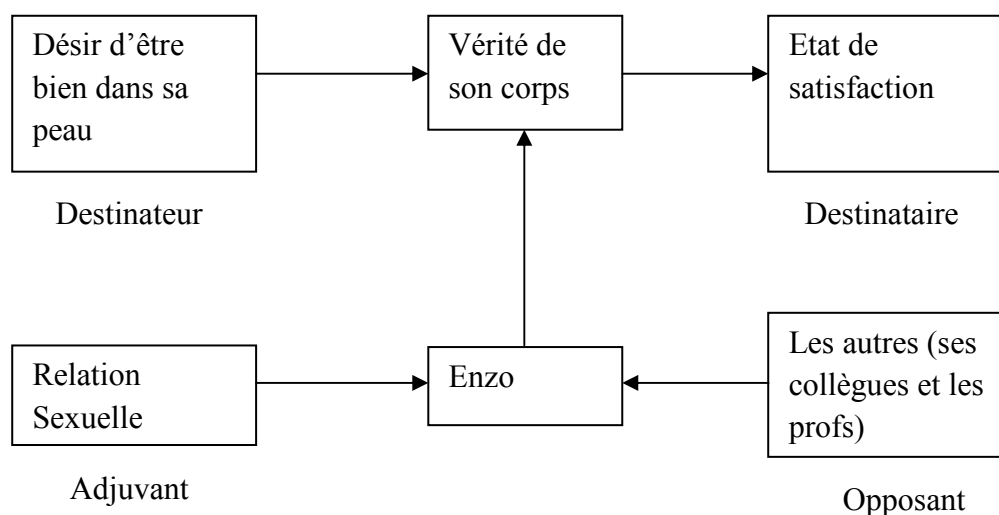 Désir d’être
bien dans sa
peau
Vérité de
son corps
Etat de
satisfaction
Destinateur
Destinataire
Relation
Sexuelle
Enzo
Les autres (ses
collègues et les
profs)
Adjuvant
Opposant